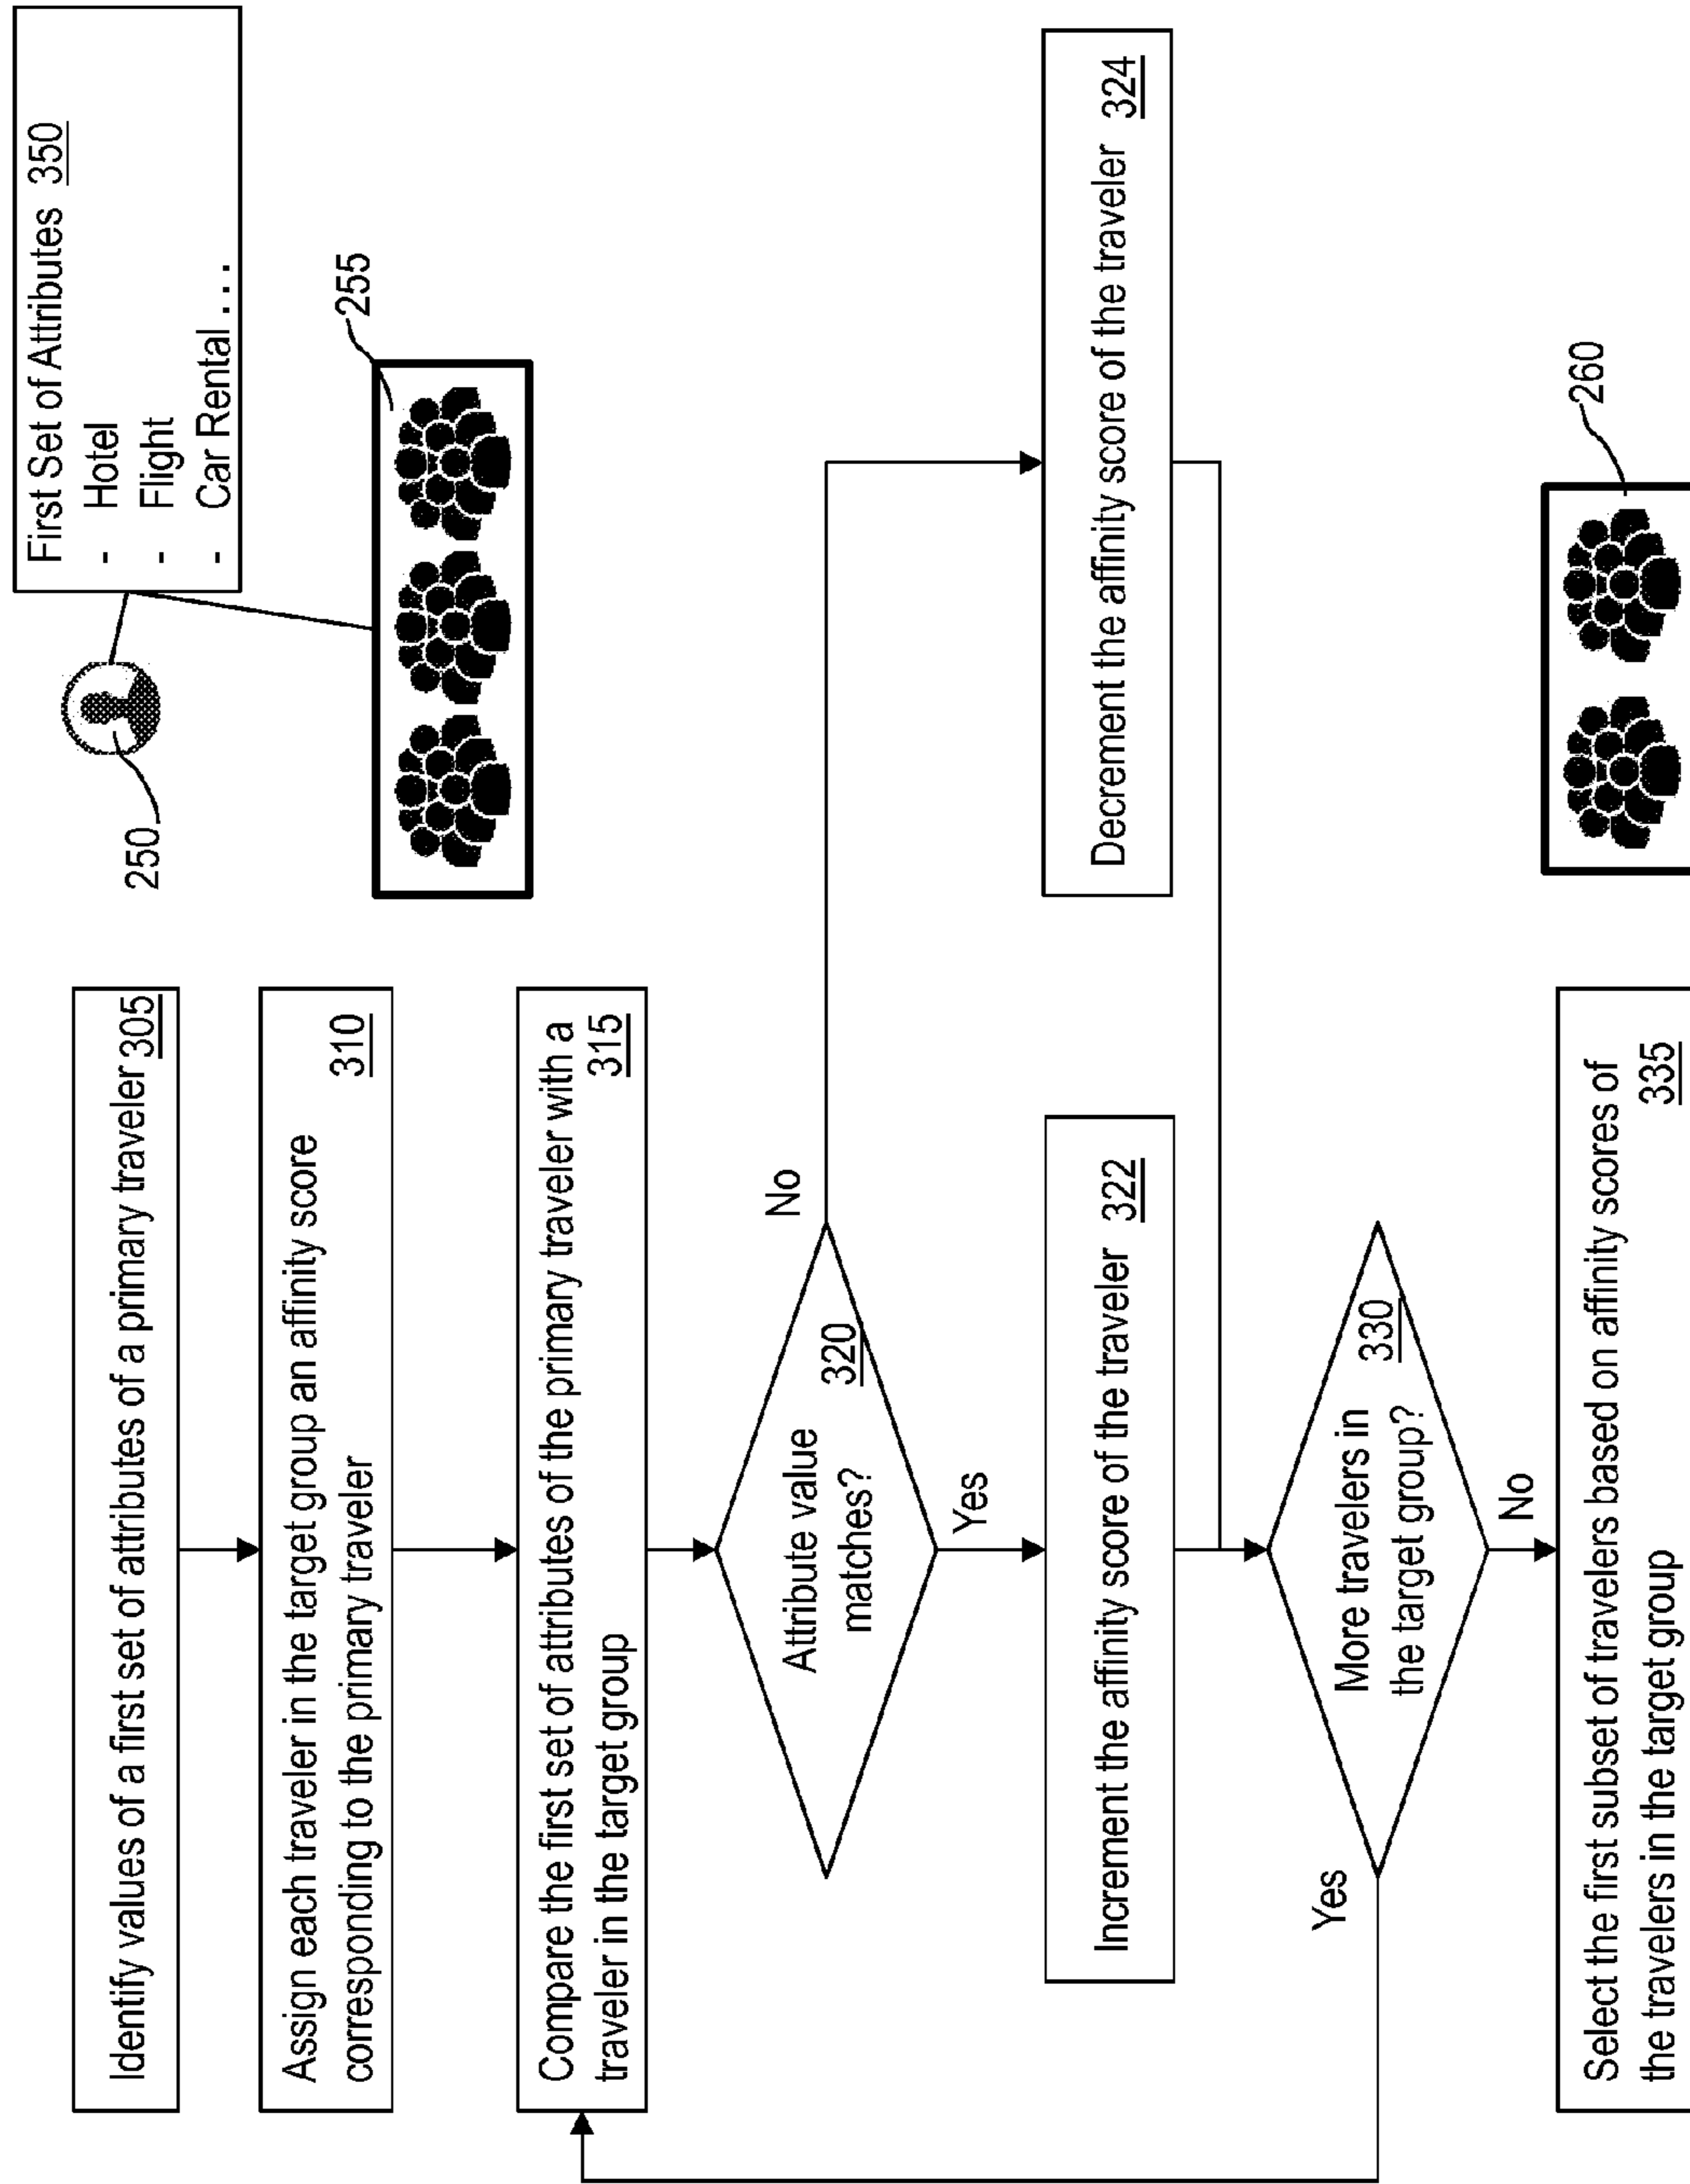 Identify values of a first set of attributes of a primary traveler 305
Assign each traveler in the target group an affinity score
corresponding to the primary traveler
310
Compare the first set of attributes of the primary traveler with a
traveler in the target group
315
Attribute value
matches?
320
Yes
No
Increment the affinity score of the traveler 322
Decrement the affinity score of the traveler 324
More travelers in
the target group?
330
Yes
No
Select the first subset of travelers based on affinity scores of
the travelers in the target group
335
250
First Set of Attributes 350
- Hotel
- Flight
- Car Rental ...
255
260